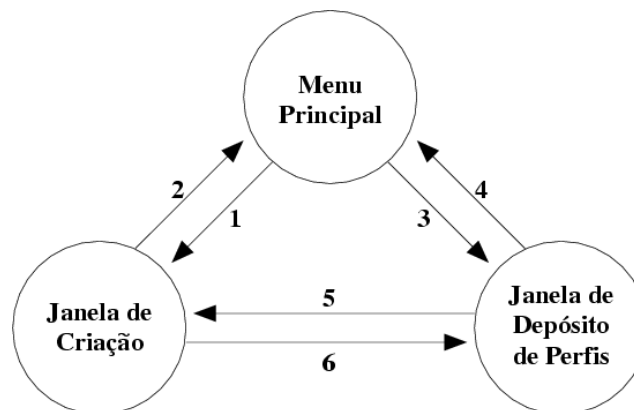 Menu
Principal
2
4
1
3
Janela de
Criação
5
6
Janela de
Depósito
de Perfis